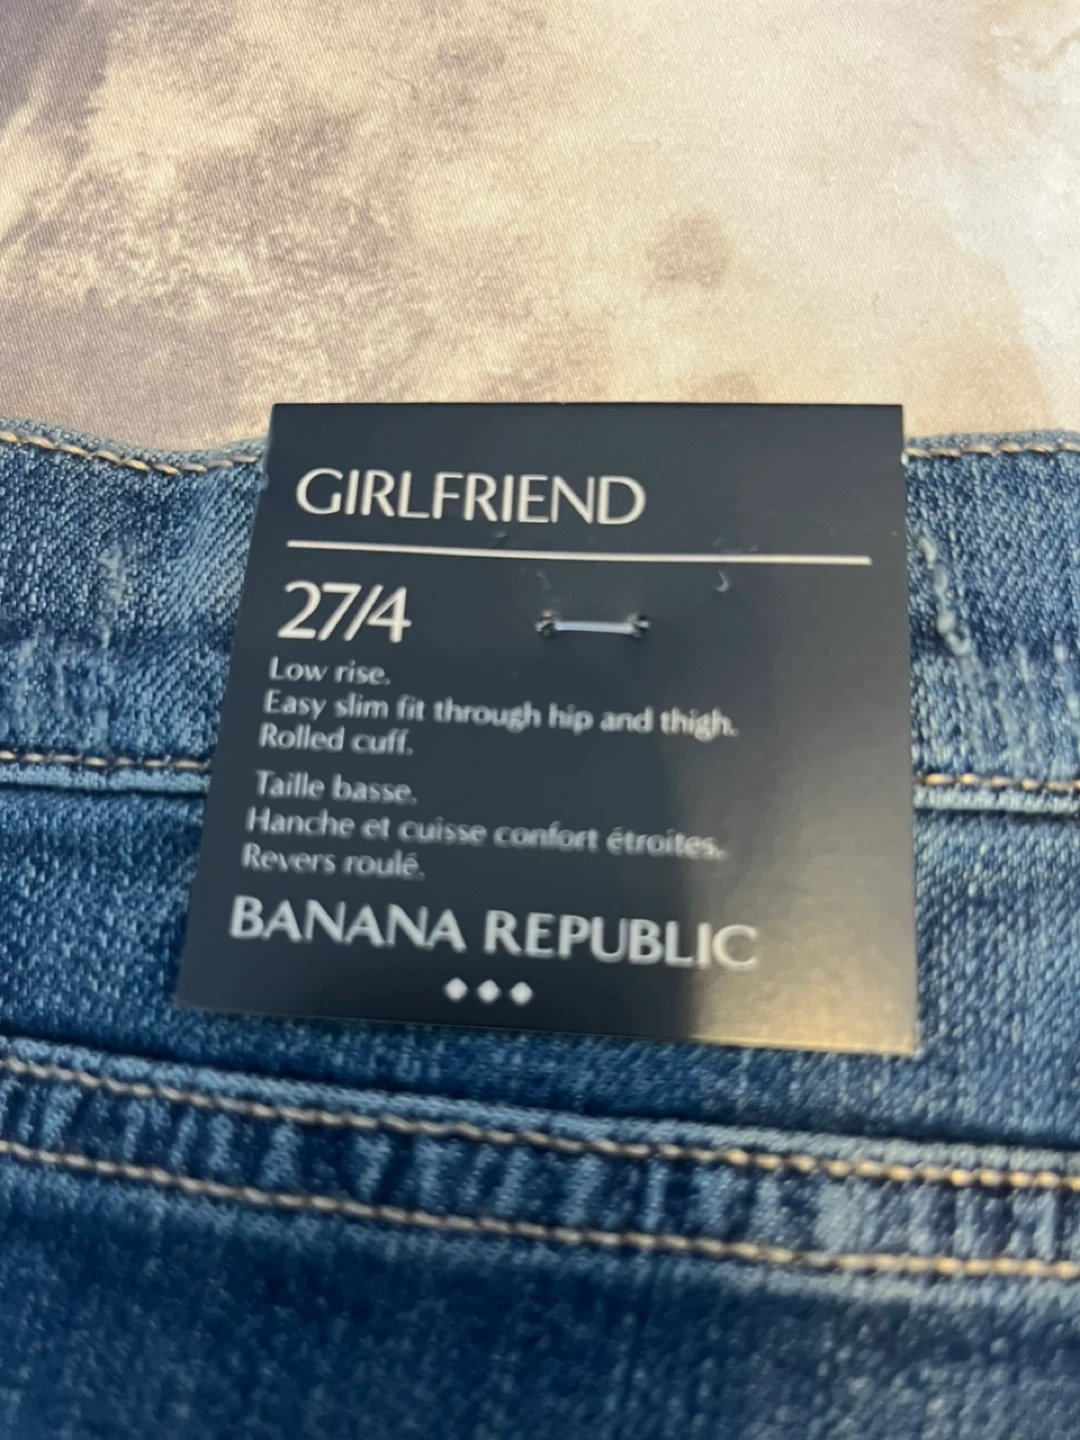 GIRLFRIEND
27/4
Low rise.
Easy slim fit through hip and thigh.
Rolled cuff.
Taille basse.
Hanche et cuisse confort étroites.
Revers roulé.
BANANA REPUBLIC